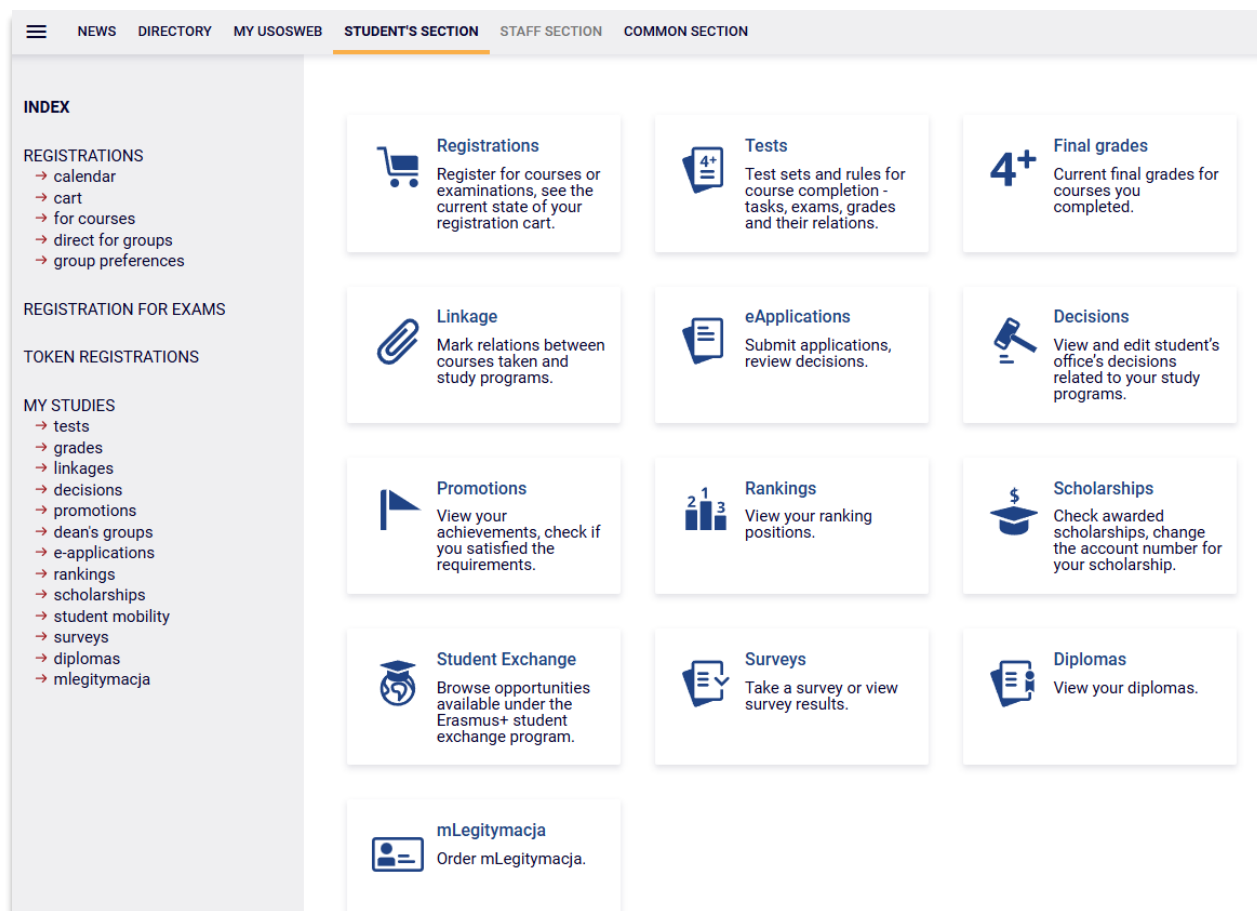 NEWS DIRECTORY MY USOSWEB STUDENT'S SECTION STAFF SECTION COMMON SECTION
INDEX
REGISTRATIONS
→ calendar
→ cart
→ for courses
→ direct for groups
→ group preferences
REGISTRATION FOR EXAMS
TOKEN REGISTRATIONS
MY STUDIES
→ tests
→ grades
→ linkages
→ decisions
→ promotions
→ dean's groups
→ e-applications
→ rankings
→ scholarships
→ student mobility
→ surveys
→ diplomas
→ mlegitymacja
Registrations
Register for courses or
examinations, see the
current state of your
registration cart.
4+
Tests
Test sets and rules for
course completion -
tasks, exams, grades
and their relations.
4+
Final grades
Current final grades for
courses you
completed.
Linkage
Mark relations between
courses taken and
study programs.
eApplications
Submit applications,
review decisions.
Decisions
View and edit student's
office's decisions
related to your study
programs.
Promotions
View your
achievements, check if
you satisfied the
requirements.
2 1 3
Rankings
View your ranking
positions.
$
Scholarships
Check awarded
scholarships, change
the account number for
your scholarship.
Student Exchange
Browse opportunities
available under the
Erasmus+ student
exchange program.
Surveys
Take a survey or view
survey results.
Diplomas
View your diplomas.
mLegitymacja
Order mLegitymacja.